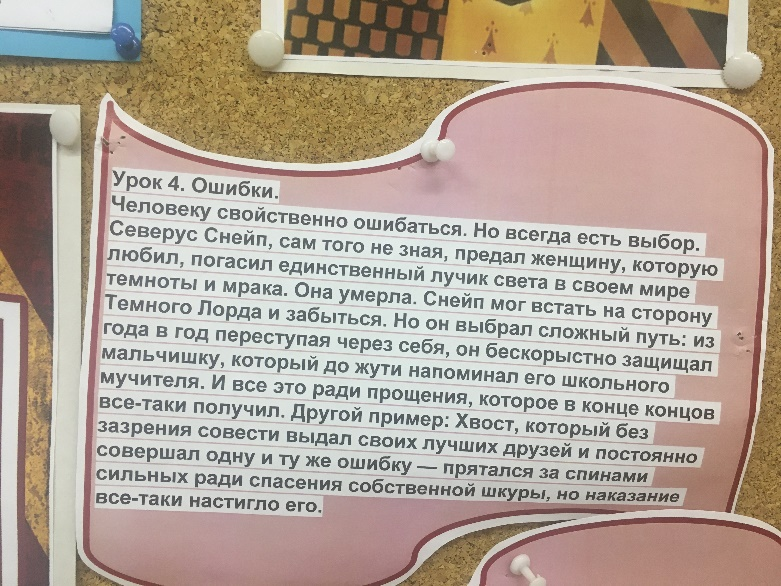 Урок 4. Ошибки.
Человеку свойственно ошибаться. Но всегда есть выбор.
Северус Снейп, сам того не зная, предал женщину, которую
любил, погасил единственный лучик света в своем мире
темноты и мрака. Она умерла. Снейп мог встать на сторону
Темного Лорда и забыться. Но он выбрал сложный путь: из
года в год переступая через себя, он бескорыстно защищал
мальчишку, который до жути напоминал его школьного
мучителя. И все это ради прощения, которое в конце концов
все-таки получил. Другой пример: Хвост, который без
зазрения совести выдал своих лучших друзей и постоянно
совершал одну и ту же ошибку — прятался за спинами
сильных ради спасения собственной шкуры, но наказание
все-таки настигло его.